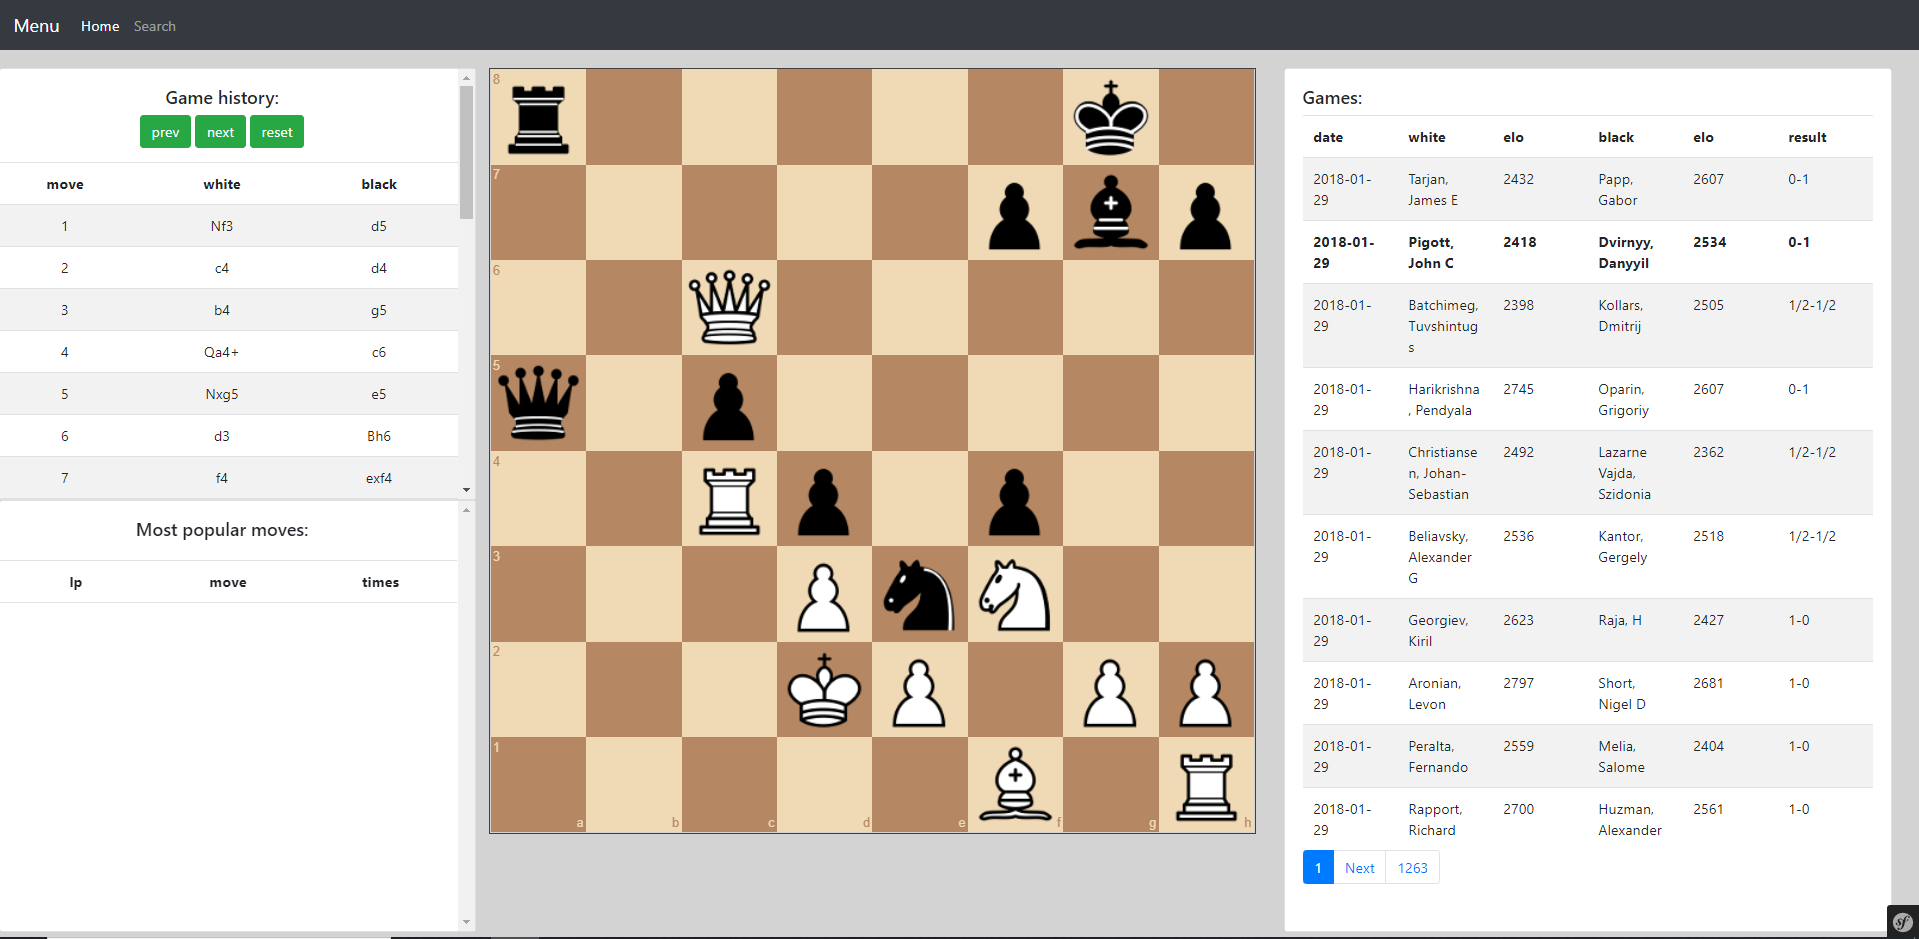 Menu Home Search
Game history:
prev next reset
move white black
1 Nf3 d5
2 c4 d4
3 b4 g5
4 Qa4+ c6
5 Nxg5 e5
6 d3 Bh6
7 f4 exf4
Most popular moves:
lp move times
8
7
6
5
4
3
2
1
a b c d e f g h
Games:
date white elo black elo result
2018-01- Tarjan, 2432 Papp, 2607 0-1
29 James E Gabor
2018-01- Pigott, 2418 Dvirnyy, 2534 0-1
29 John C Danyyil
2018-01- Batchimeg, 2398 Kollars, 2505 1/2-1/2
29 Tuvshintug Dmitrij
s
2018-01- Harikrishna 2745 Oparin, 2607 0-1
29 , Pendyala Grigoriy
2018-01- Christianse 2492 Lazarne 2362 1/2-1/2
29 n, Johan- Vajda,
Sebastian Szidonia
2018-01- Beliavsky, 2536 Kantor, 2518 1/2-1/2
29 Alexander Gergely
G
2018-01- Georgiev, 2623 Raja, H 2427 1-0
29 Kiril
2018-01- Aronian, 2797 Short, 2681 1-0
29 Levon Nigel D
2018-01- Peralta, 2559 Melia, 2404 1-0
29 Fernando Salome
2018-01- Rapport, 2700 Huzman, 2561 1-0
29 Richard Alexander
1 Next 1263
sf